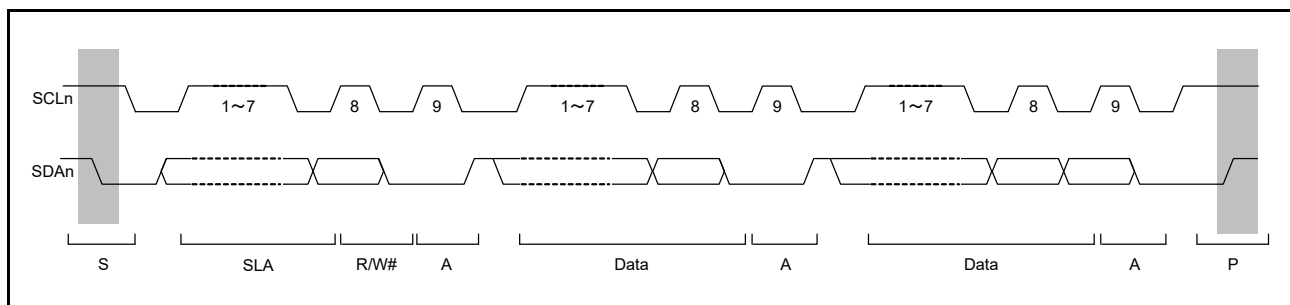 SCLn
1～7 8 9 1～7 8 9 1～7 8 9
SDAn
S SLA R/W# A Data A Data A P